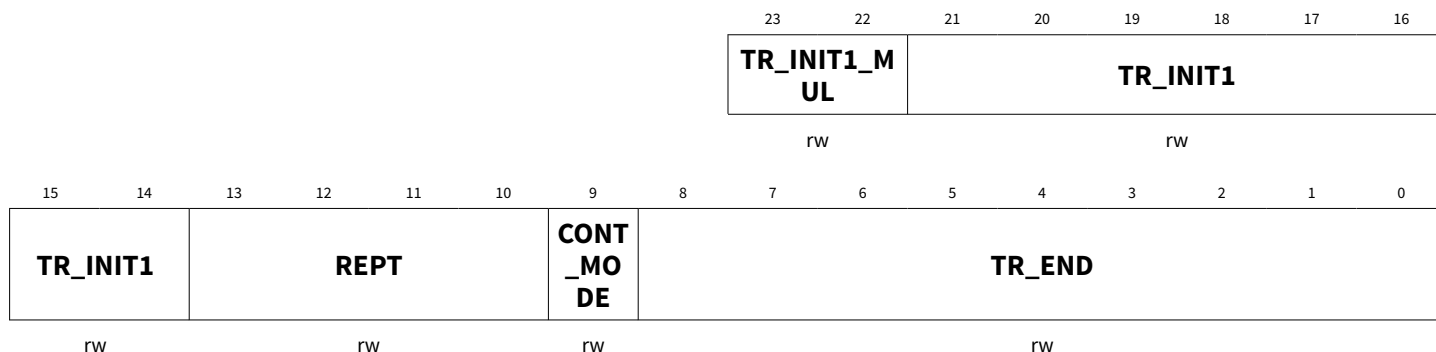 23 22 21 20 19 18 17 16
TR_INIT1_M
UL
TR_INIT1
rw rw
15 14 13 12 11 10 9 8 7 6 5 4 3 2 1 0
TR_INIT1
REPT
CONT
_MO
DE
TR_END
rw rw rw rw